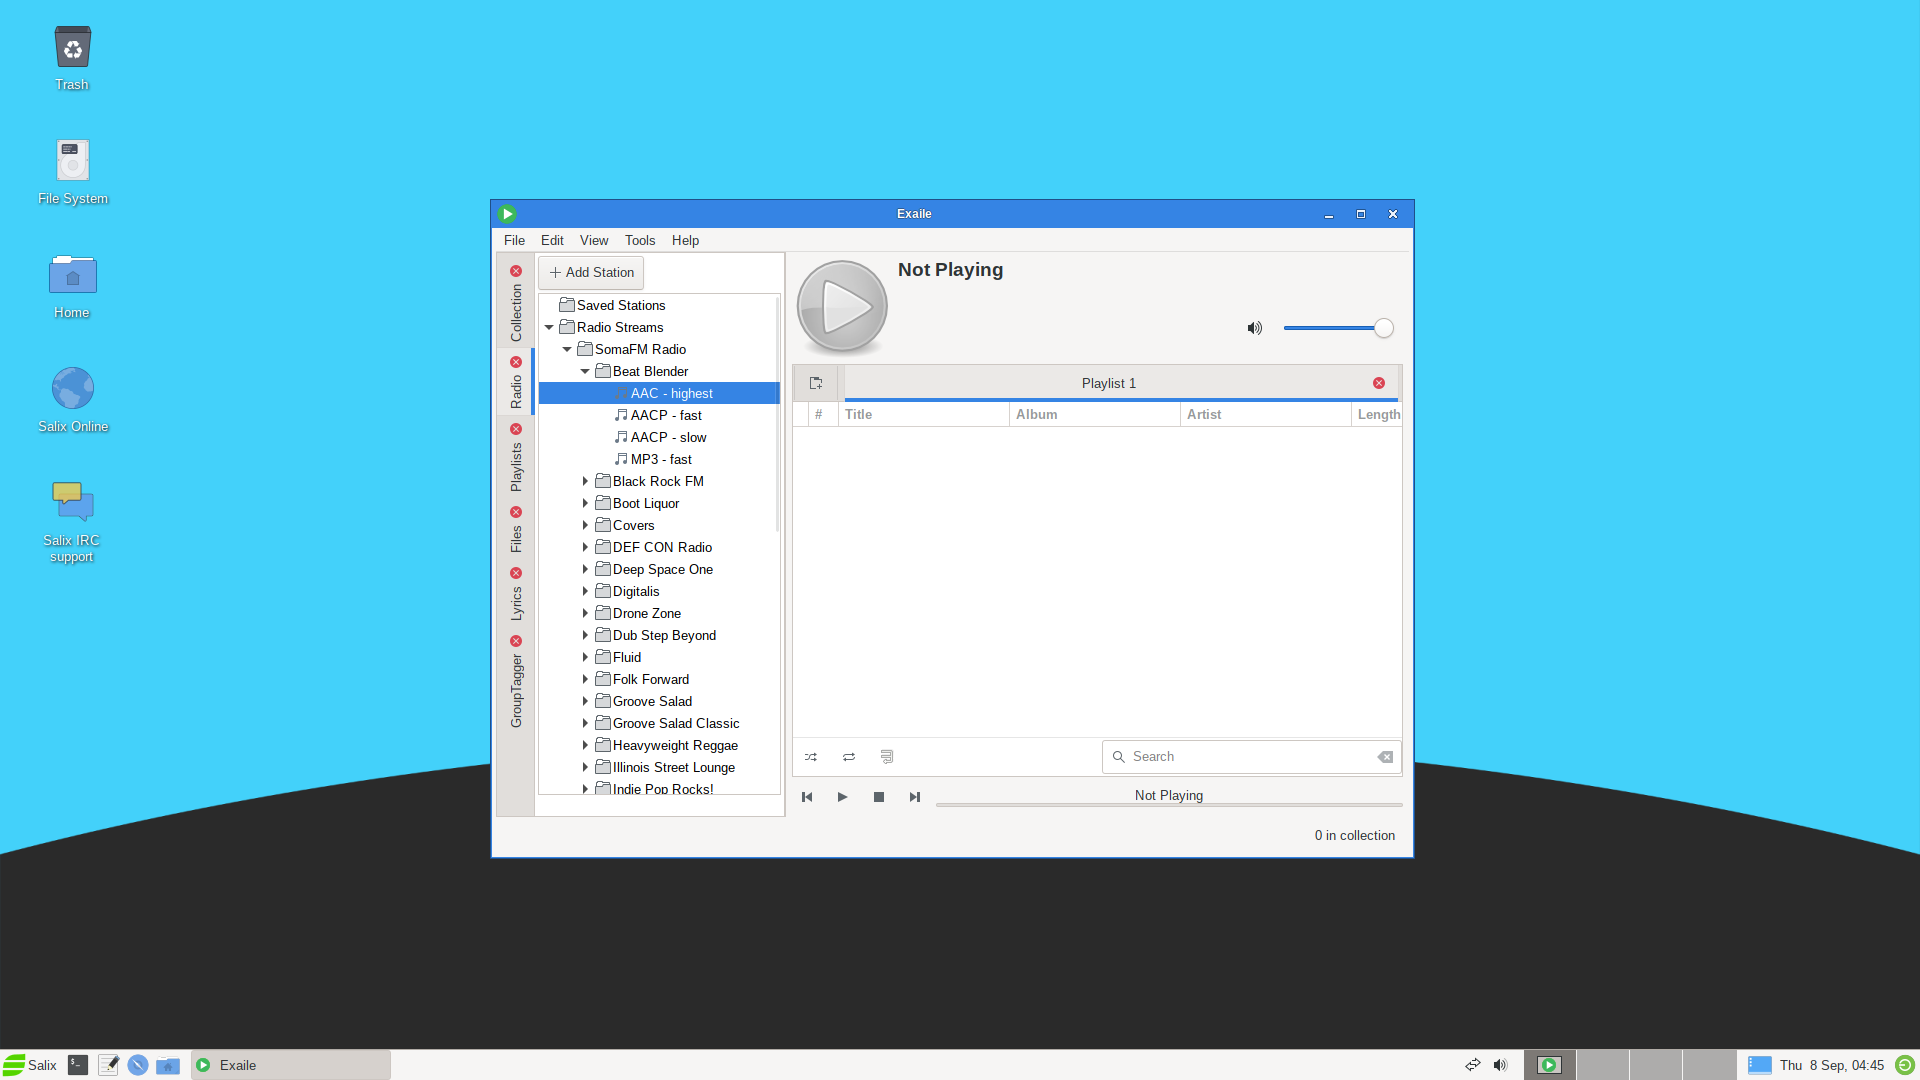 Trash
File System
Home
Salix Online
Salix IRC
support
Exaile
File Edit View Tools Help
Collection
Radio
Playlists
Files
Lyrics
GroupTagger
Add Station
Saved Stations
Radio Streams
SomaFM Radio
Beat Blender
AAC - highest
AACP - fast
AACP - slow
MP3 - fast
Black Rock FM
Boot Liquor
Covers
DEF CON Radio
Deep Space One
Digitalis
Drone Zone
Dub Step Beyond
Fluid
Folk Forward
Groove Salad
Groove Salad Classic
Heavyweight Reggae
Illinois Street Lounge
Indie Pop Rocks!
Not Playing
Playlist 1
# Title Album Artist Length
Search
Not Playing
0 in collection
Salix
Exaile
Thu 8 Sep, 04:45